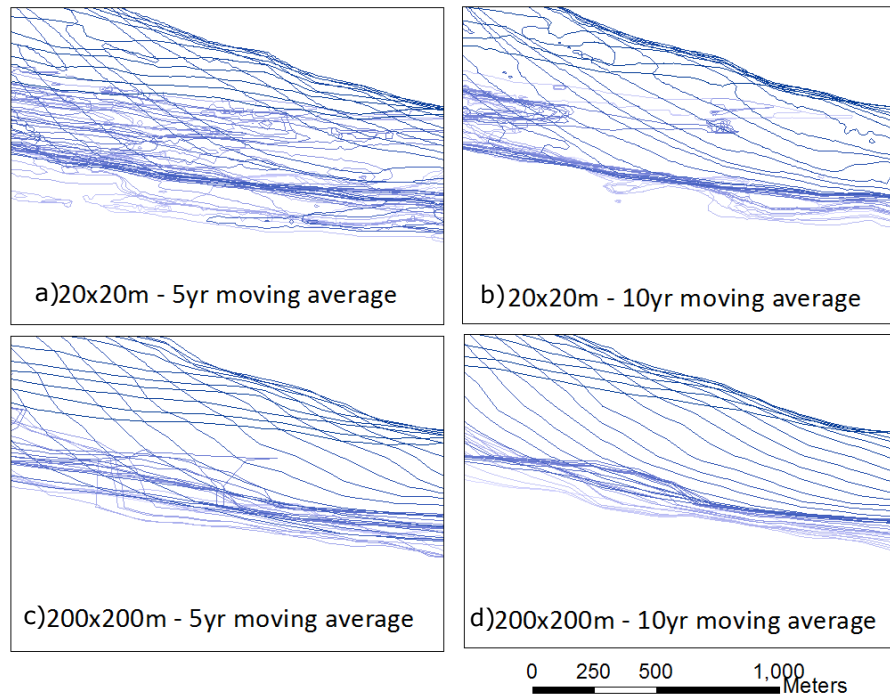 a)20x20m - 5yr moving average
b)20x20m - 10yr moving average
c)200x200m - 5yr moving average
d)200x200m - 10yr moving average
0 250 500 1,000
Meters